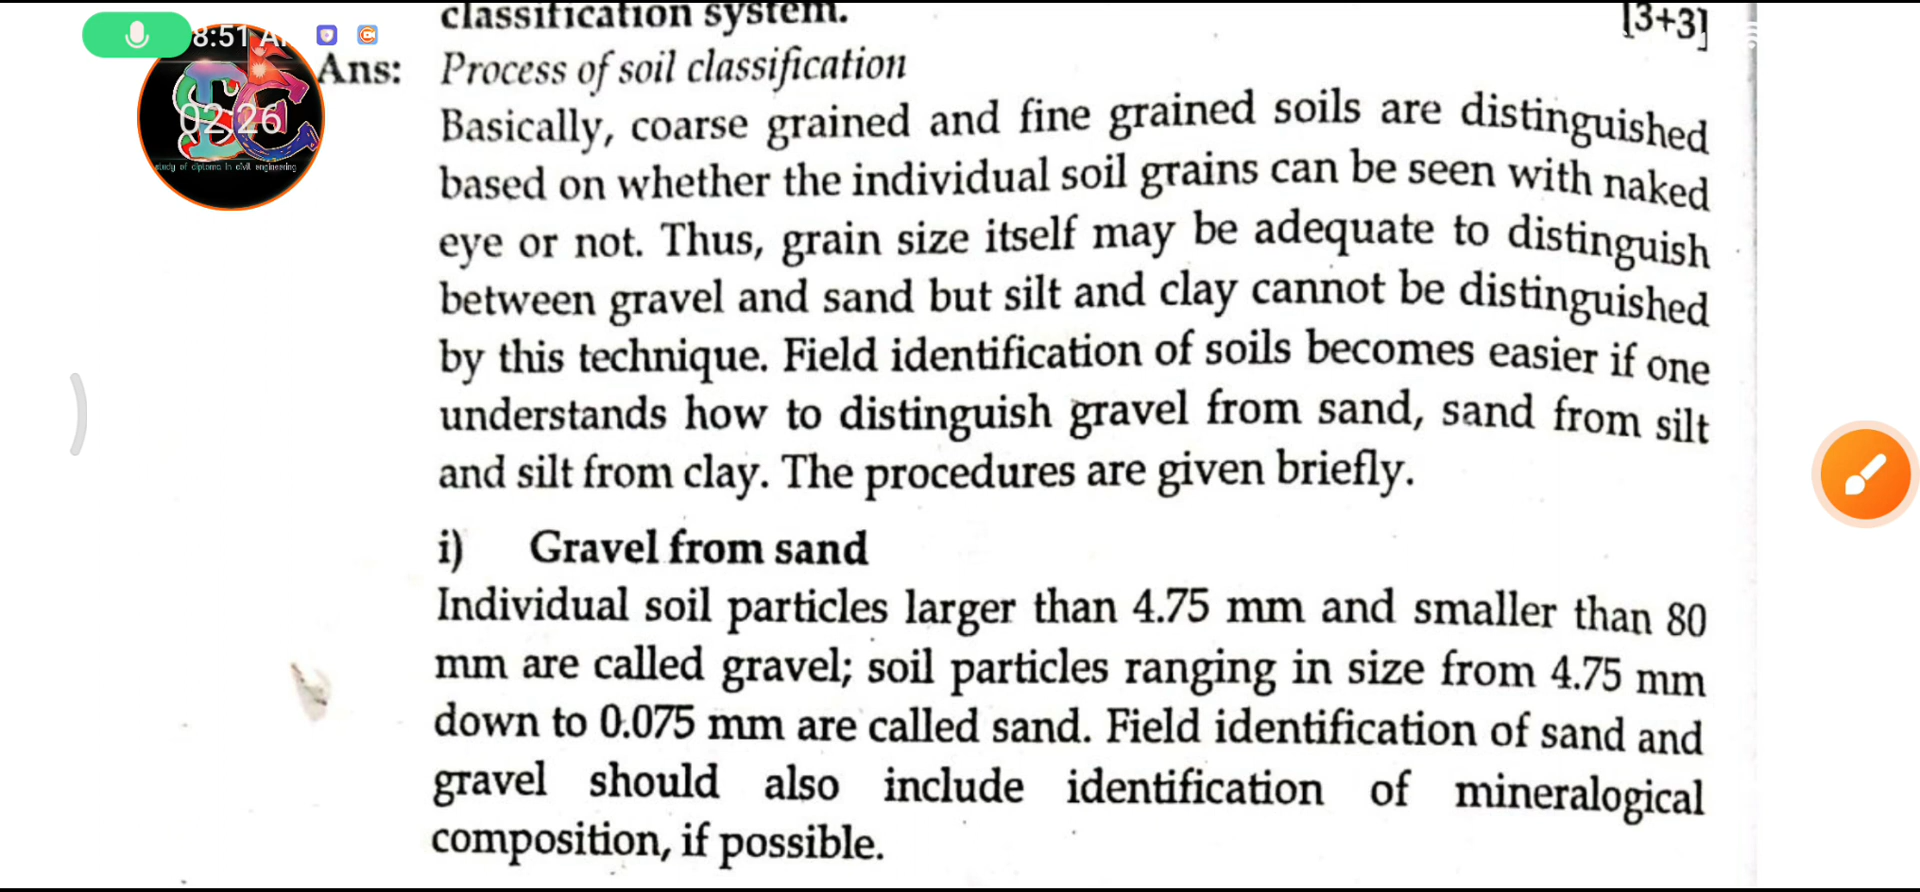 classification system. [3+3]
8:51 A
Ans: Process of soil classification
02:26
study of diploma in civil engineering
Basically, coarse grained and fine grained soils are distinguished
based on whether the individual soil grains can be seen with naked
eye or not. Thus, grain size itself may be adequate to distinguish
between gravel and sand but silt and clay cannot be distinguished
by this technique. Field identification of soils becomes easier if one
understands how to distinguish gravel from sand, sand from silt
and silt from clay. The procedures are given briefly.
i) Gravel from sand
Individual soil particles larger than 4.75 mm and smaller than 80
mm are called gravel; soil particles ranging in size from 4.75 mm
down to 0.075 mm are called sand. Field identification of sand and
gravel should also include identification of mineralogical
composition, if possible.